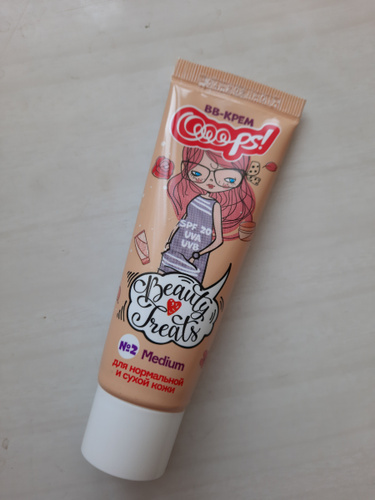 BB-КРЕМ
Ooops!
SPF 20
UVA
UVB
Beauty
Treats
№2 Medium
для нормальной
и сухой кожи